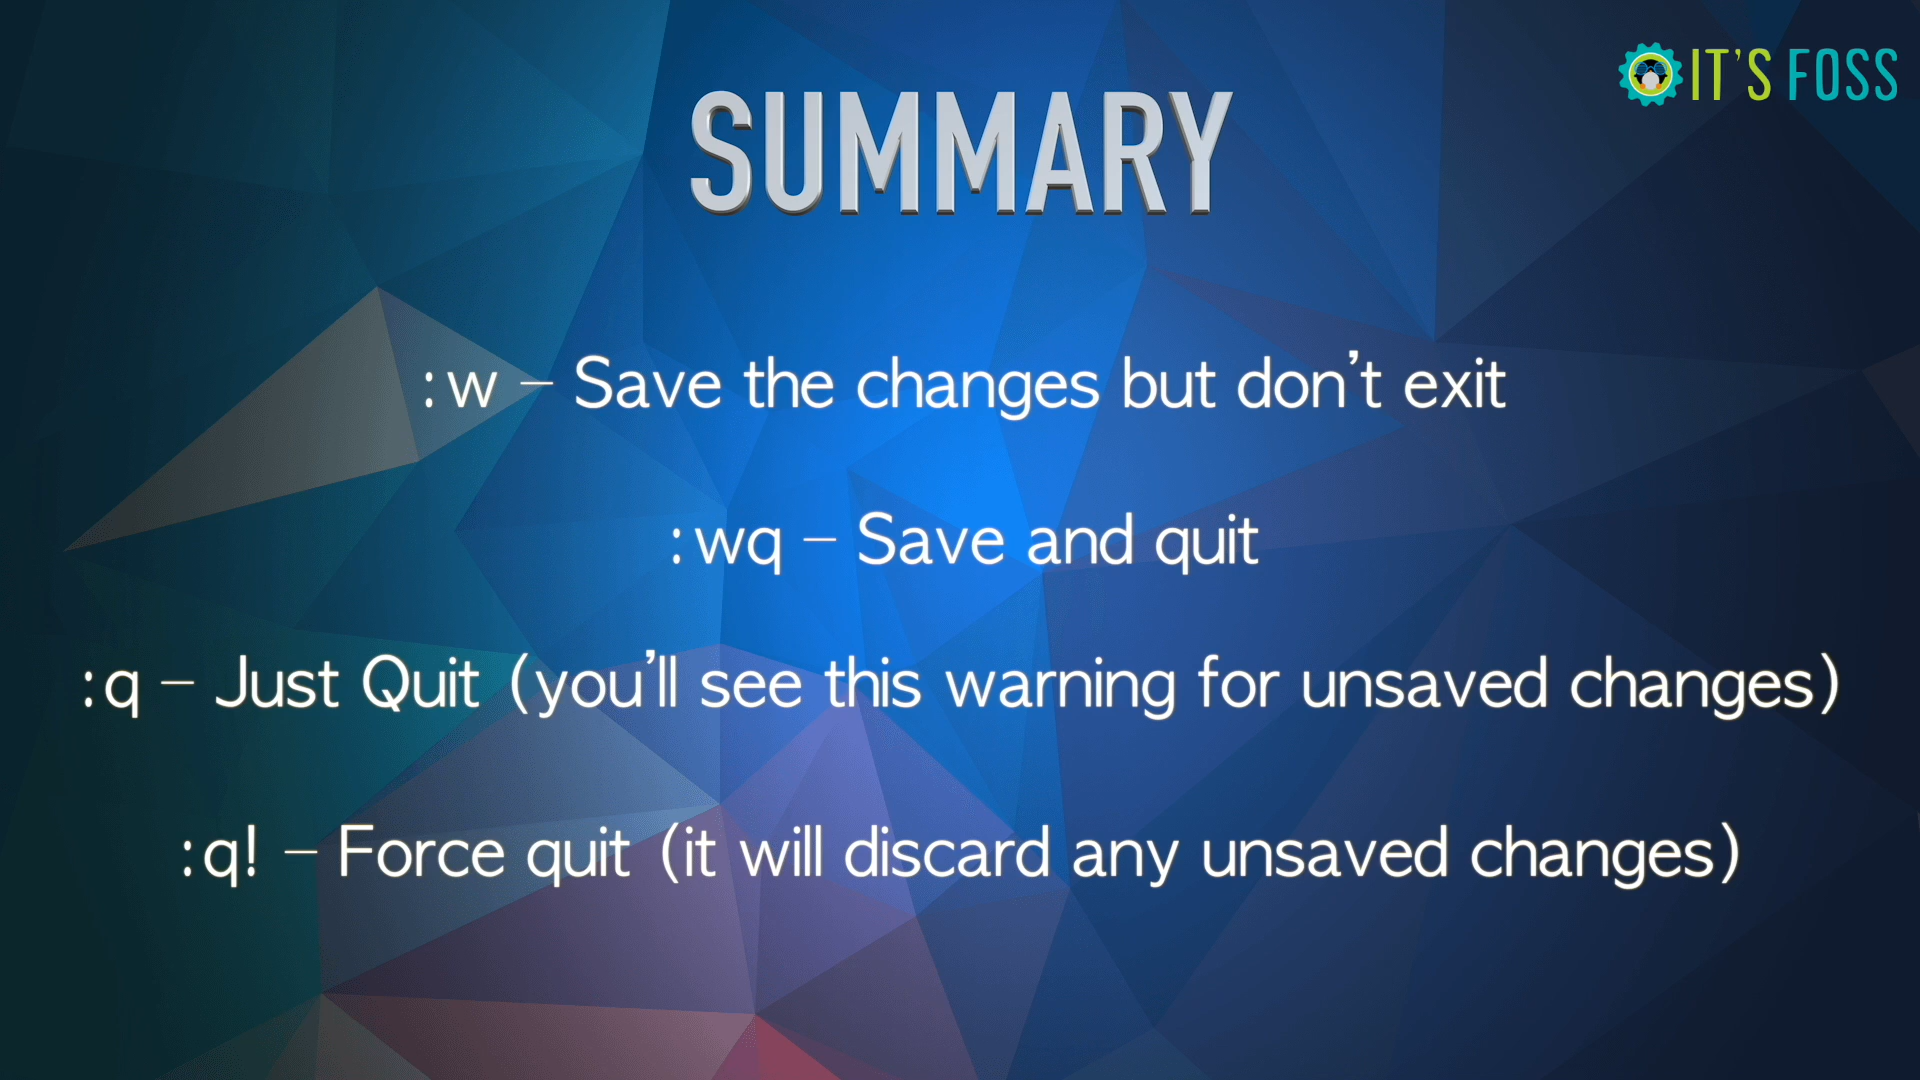 IT'S FOSS
SUMMARY
:w – Save the changes but don't exit
:wq – Save and quit
:q – Just Quit (you'll see this warning for unsaved changes)
:q! – Force quit (it will discard any unsaved changes)